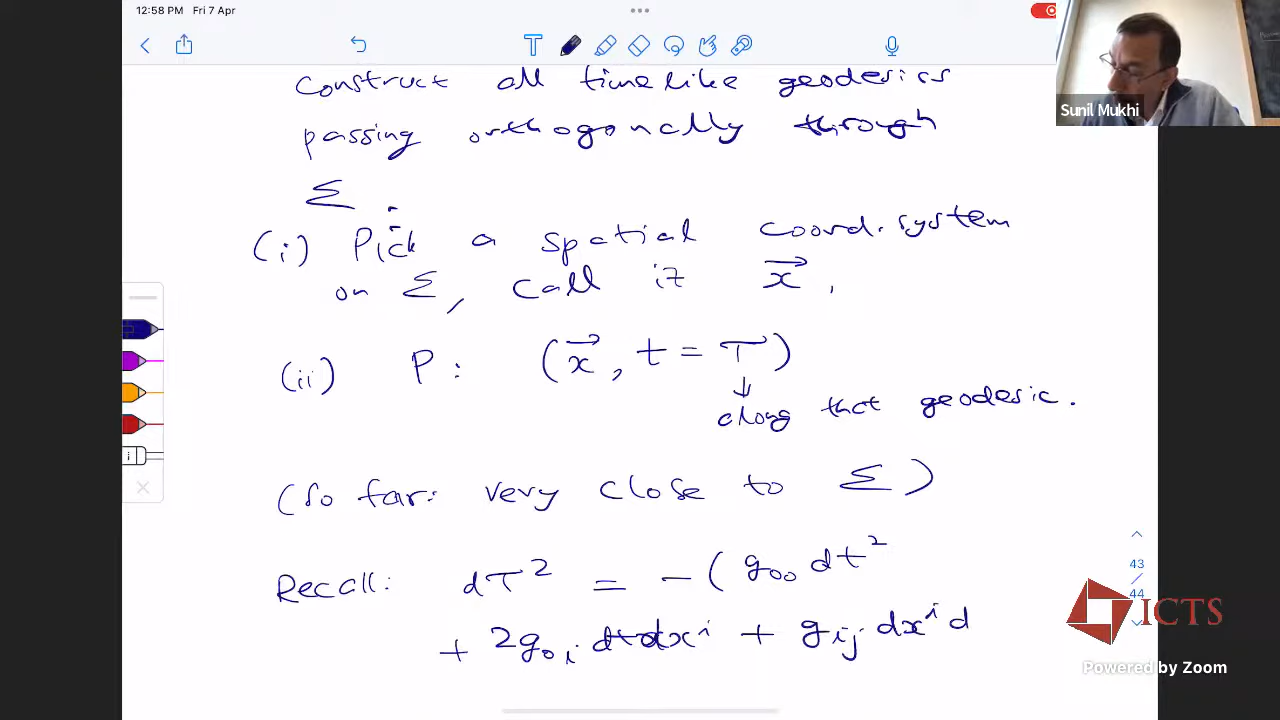 12:58 PM Fri 7 Apr
Sunil Mukhi
construct all timelike geodesics
passing orthogonally through
Σ.
(i) Pick a spatial coord. system
on Σ, call it x⃗,
(ii) P: (x⃗, t = τ)
↓
along that geodesic.
(So far: very close to Σ)
Recall: dτ² = -(g₀₀ dt²
+ 2g₀ᵢ dt dxⁱ + gᵢⱼ dxⁱ d
43
/
44
ICTS
Powered by Zoom